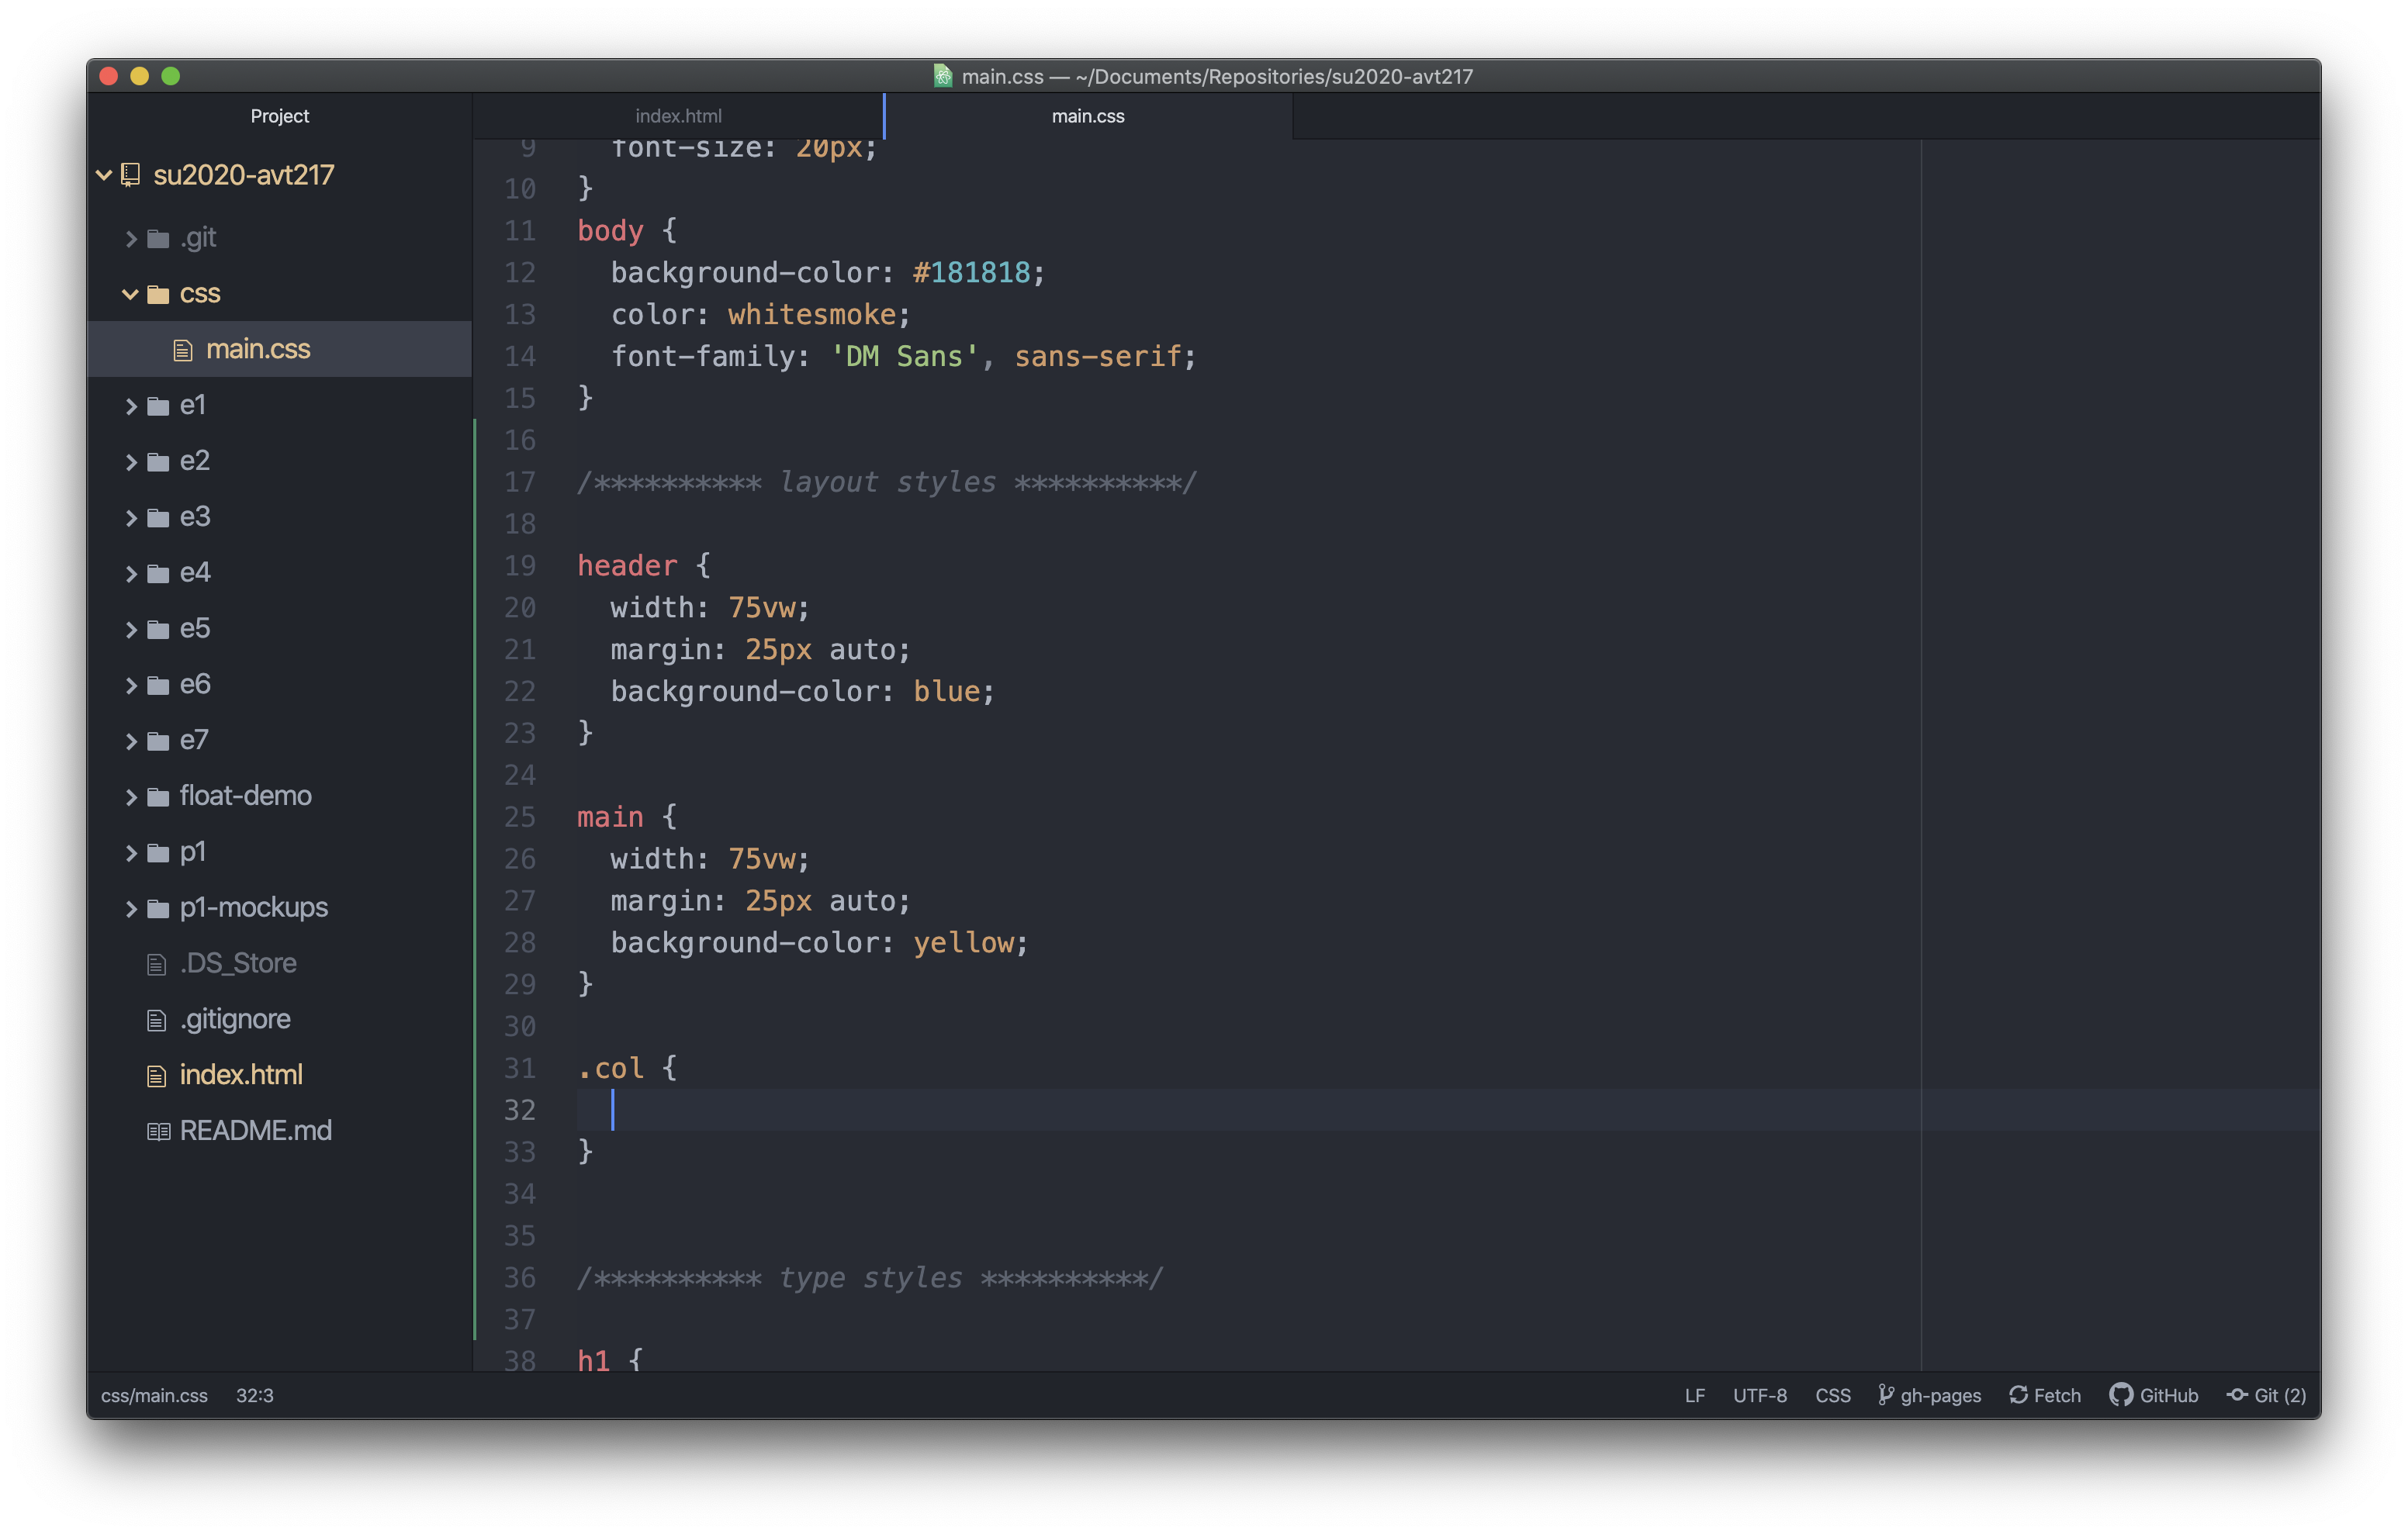 main.css — ~/Documents/Repositories/su2020-avt217
Project
su2020-avt217
.git
css
main.css
e1
e2
e3
e4
e5
e6
e7
float-demo
p1
p1-mockups
.DS_Store
.gitignore
index.html
README.md
index.html main.css
9 font-size: 20px;
10 }
11 body {
12 background-color: #181818;
13 color: whitesmoke;
14 font-family: 'DM Sans', sans-serif;
15 }
16
17 /********** layout styles **********/
18
19 header {
20 width: 75vw;
21 margin: 25px auto;
22 background-color: blue;
23 }
24
25 main {
26 width: 75vw;
27 margin: 25px auto;
28 background-color: yellow;
29 }
30
31 .col {
32
33 }
34
35
36 /********** type styles **********/
37
38 h1 {
css/main.css 32:3 LF UTF-8 CSS gh-pages Fetch GitHub Git (2)